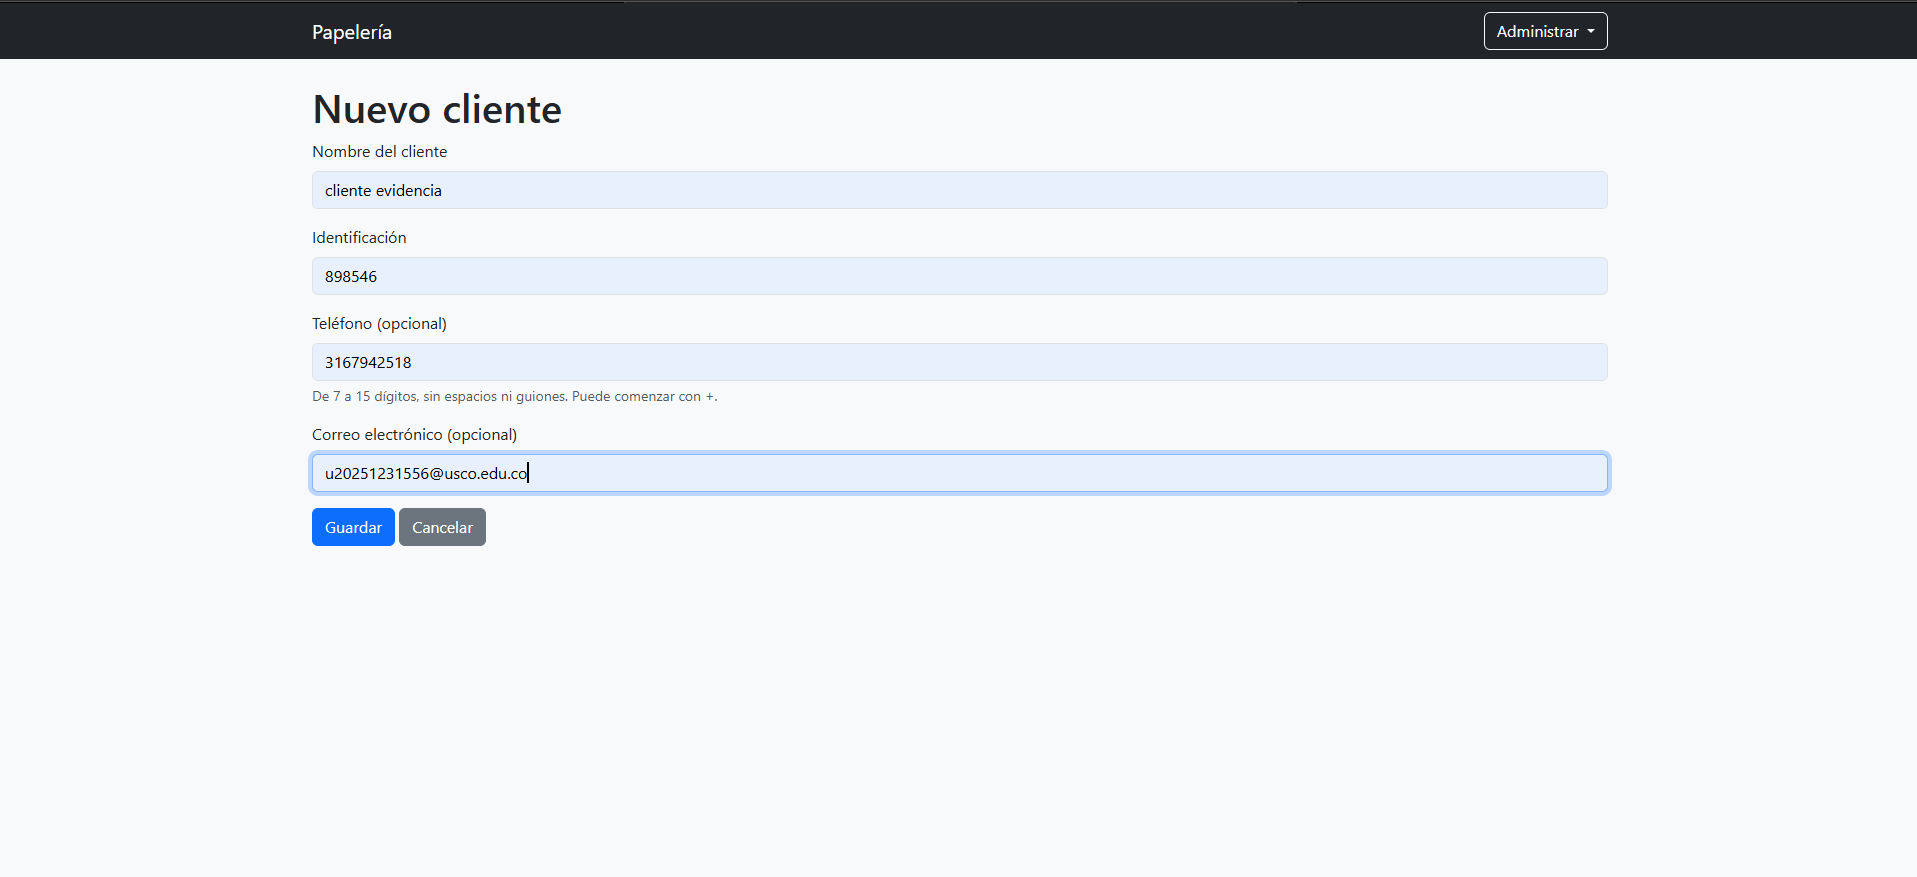 Papelería
Administrar
Nuevo cliente
Nombre del cliente
cliente evidencia
Identificación
898546
Teléfono (opcional)
3167942518
De 7 a 15 dígitos, sin espacios ni guiones. Puede comenzar con +.
Correo electrónico (opcional)
u20251231556@usco.edu.co
Guardar Cancelar